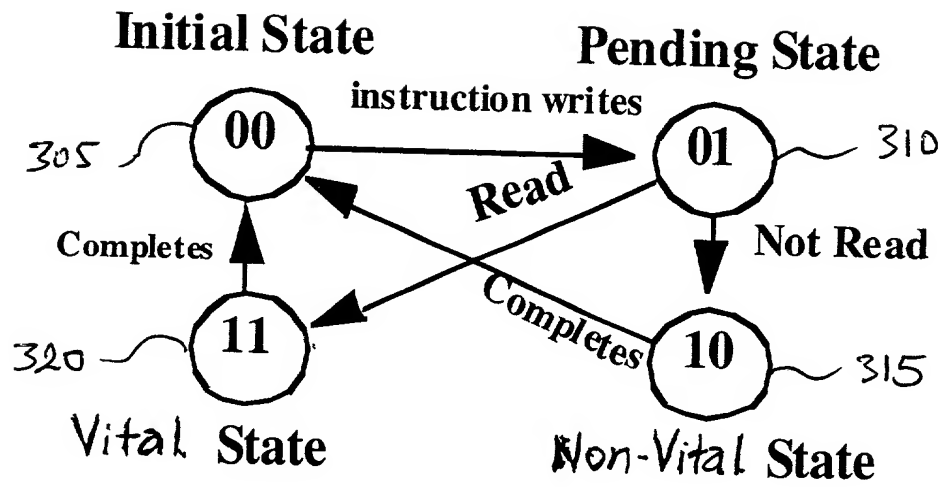 Initial State
Pending State
instruction writes
00
01
305
310
Read
Completes
Not Read
Completes
11
10
320
315
Vital State
Non-Vital State